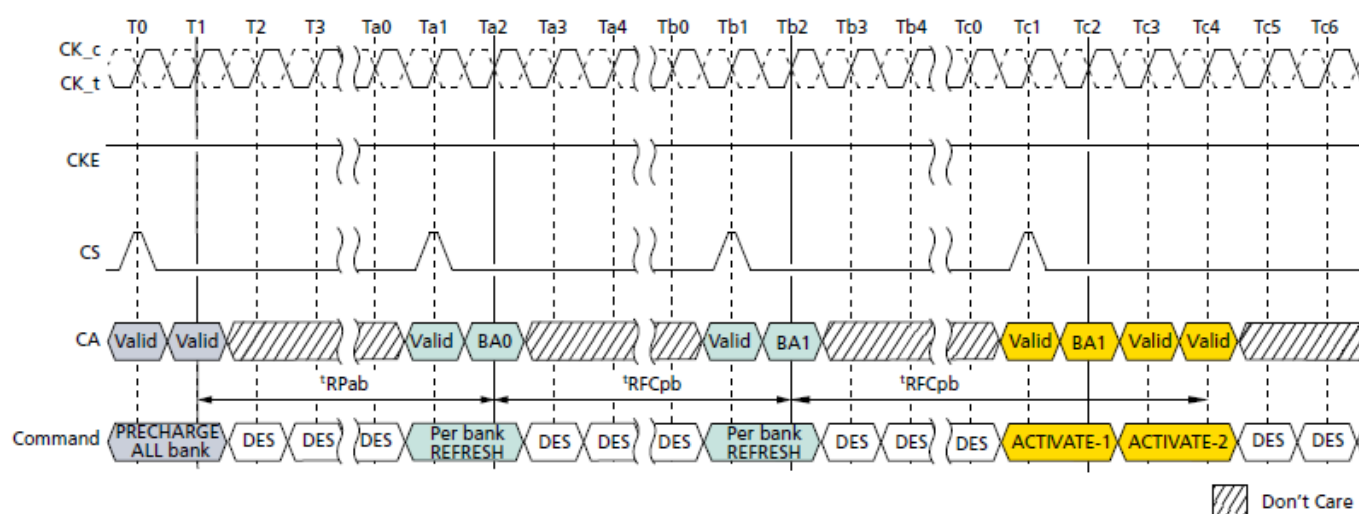 T0 T1 T2 T3 Ta0 Ta1 Ta2 Ta3 Ta4 Tb0 Tb1 Tb2 Tb3 Tb4 Tc0 Tc1 Tc2 Tc3 Tc4 Tc5 Tc6
CK_c
CK_t
CKE
CS
CA Valid Valid Valid BA0 Valid BA1 Valid BA1 Valid Valid
tRPab tRFCpb tRFCpb
Command PRECHARGE ALL bank DES DES DES Per bank REFRESH DES DES DES Per bank REFRESH DES DES DES ACTIVATE-1 ACTIVATE-2 DES DES
Don't Care